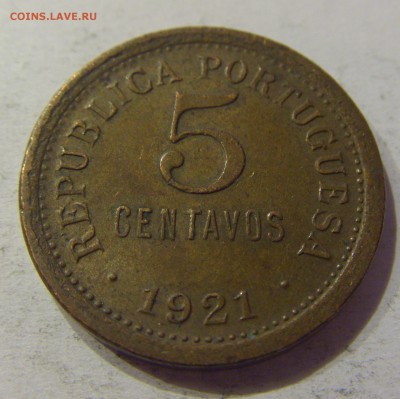 COINS.LAVE.RU
REPUBLICA PORTUGUESA
5
CENTAVOS
· 1921 ·